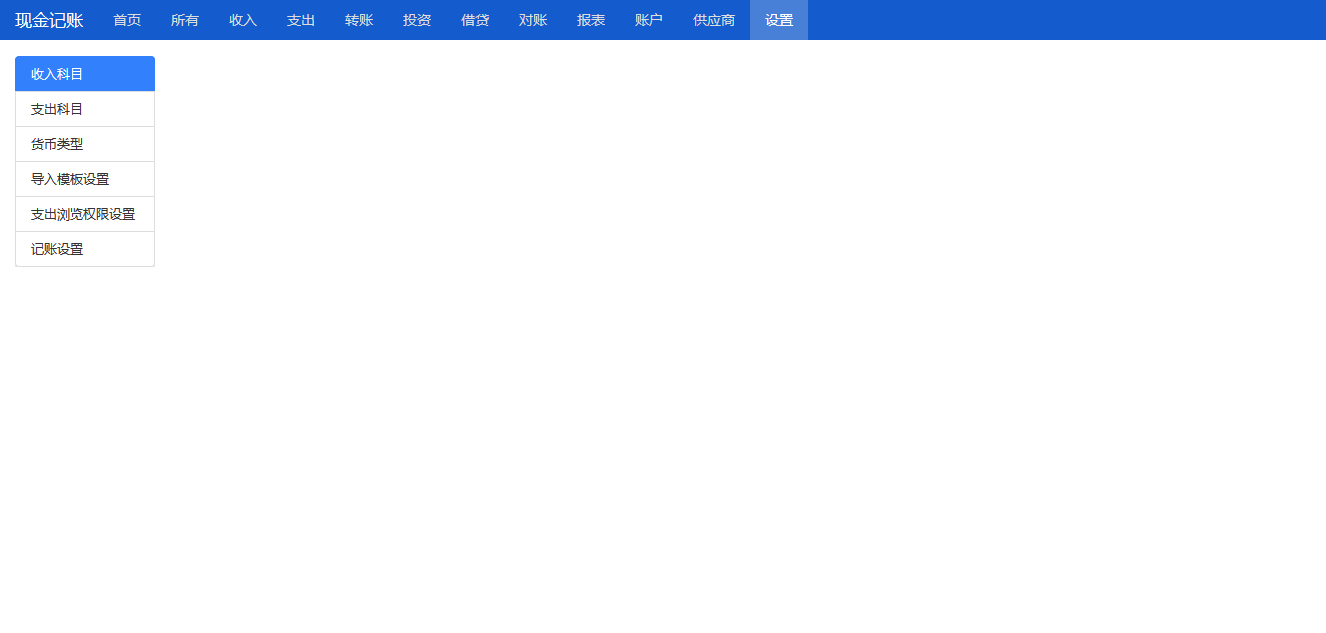 现金记账 首页 所有 收入 支出 转账 投资 借贷 对账 报表 账户 供应商 设置
收入科目
支出科目
货币类型
导入模板设置
支出浏览权限设置
记账设置